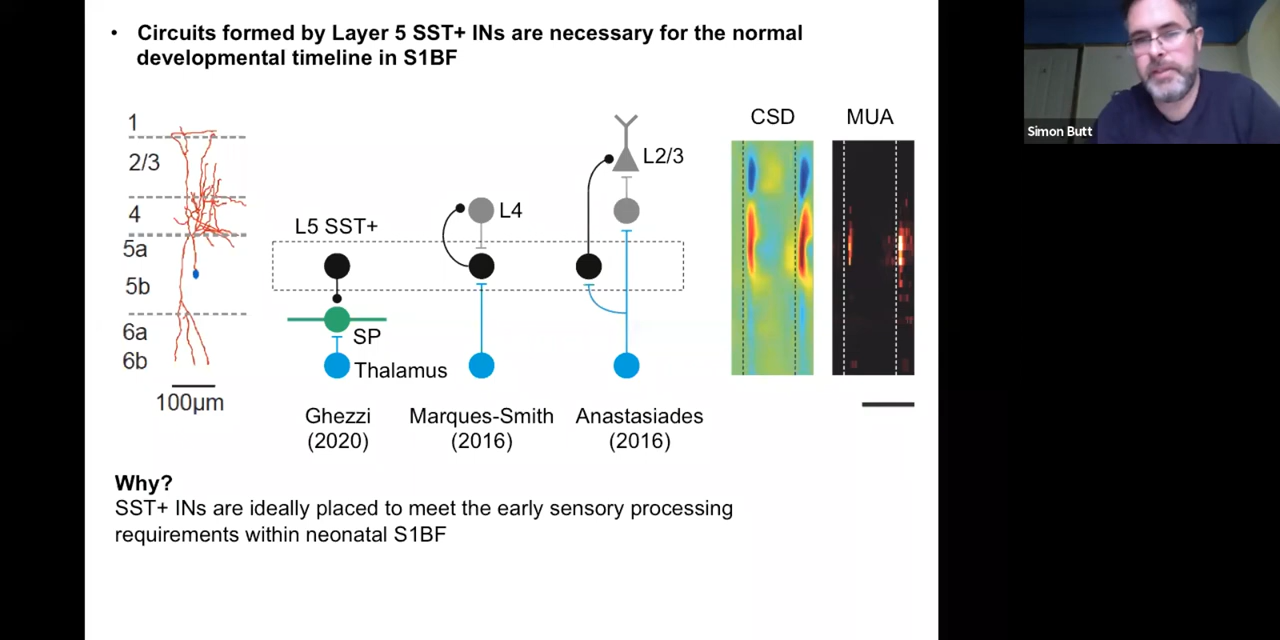 • Circuits formed by Layer 5 SST+ INs are necessary for the normal
developmental timeline in S1BF
Simon Butt
1
2/3
4
5a
5b
6a
6b
100µm
L5 SST+
SP
Thalamus
L4
L2/3
CSD
MUA
Ghezzi
(2020)
Marques-Smith
(2016)
Anastasiades
(2016)
Why?
SST+ INs are ideally placed to meet the early sensory processing
requirements within neonatal S1BF